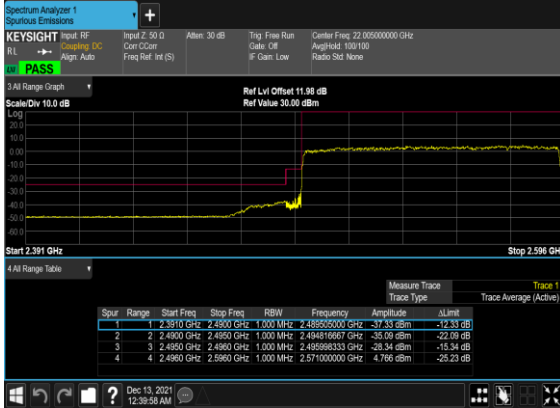 Spectrum Analyzer 1
Spurious Emissions
+
KEYSIGHT Input: RF Input Z: 50 Ω Atten: 30 dB Trig: Free Run Center Freq: 22.005000000 GHz
RL Coupling: DC Corr CCorr Gate: Off Avg|Hold: 100/100
Align: Auto Freq Ref: Int (S) IF Gain: Low Radio Std: None
PASS
3 All Range Graph
Ref Lvl Offset 11.98 dB
Scale/Div 10.0 dB Ref Value 30.00 dBm
Log
20.0
10.0
0.00
-10.0
-20.0
-30.0
-40.0
-50.0
-60.0
Start 2.391 GHz Stop 2.596 GH
4 All Range Table
Measure Trace Trace 1
Trace Type Trace Average (Active)
Spur Range Start Freq Stop Freq RBW Frequency Amplitude ΔLimit
1 1 2.3910 GHz 2.4900 GHz 1.000 MHz 2.489505000 GHz -37.33 dBm -12.33 dB
2 2 2.4900 GHz 2.4950 GHz 1.000 MHz 2.494816667 GHz -35.09 dBm -22.09 dB
3 3 2.4950 GHz 2.4960 GHz 1.000 MHz 2.495998333 GHz -28.34 dBm -15.34 dB
4 4 2.4960 GHz 2.5960 GHz 1.000 MHz 2.571000000 GHz 4.766 dBm -25.23 dB
? Dec 13, 2021
12:39:58 AM